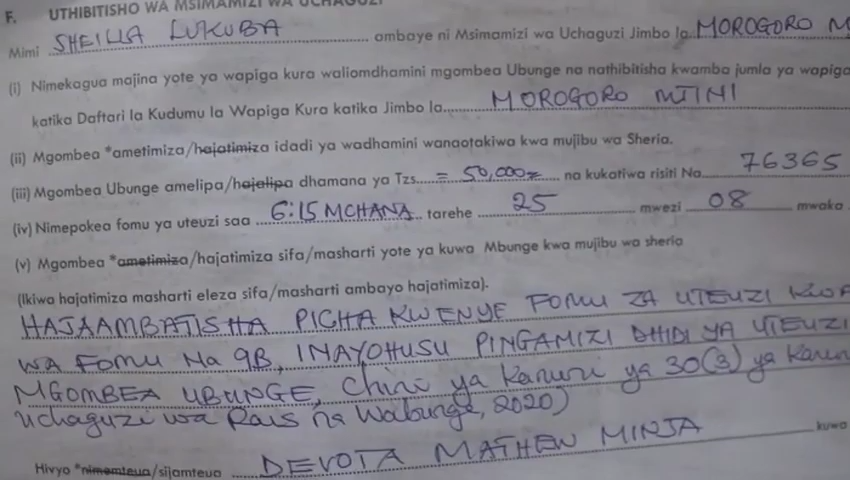 F. UTHIBITISHO WA MSIMAMIZI WA UCHAGUZI
Mimi SHEILLA LUKUBA ambaye ni Msimamizi wa Uchaguzi Jimbo la MOROGORO M
(i) Nimekagua majina yote ya wapiga kura waliomdhamini mgombea Ubunge na nathibitisha kwamba jumla ya wapiga
katika Daftari la Kudumu la Wapiga Kura katika Jimbo la MOROGORO MJINI
(ii) Mgombea *ametimiza/hajatimiza idadi ya wadhamini wanaotakiwa kwa mujibu wa Sheria.
(iii) Mgombea Ubunge amelipa/hajalipa dhamana ya Tzs. = 50,000= na kukatiwa risiti Na. 76365
(iv) Nimepokea fomu ya uteuzi saa 6:15 MCHANA tarehe 25 mwezi 08 mwaka
(v) Mgombea *ametimiza/hajatimiza sifa/masharti yote ya kuwa Mbunge kwa mujibu wa sheria
(Ikiwa hajatimiza masharti eleza sifa/masharti ambayo hajatimiza).
HAJAAMBATISHA PICHA KWENYE FOMU ZA UTEUZI
WA FOMU Na 9B, INAYOHUSU PINGAMIZI DHIDI YA UTEUZI
MGOMBEA UBUNGE, Chini ya Kanuni ya 30(3) ya
Uchaguzi wa Rais na Wabunge, 2020)
Hivyo *nimemteua/sijamteua DEVOTA MATHEW MINJA kuwa